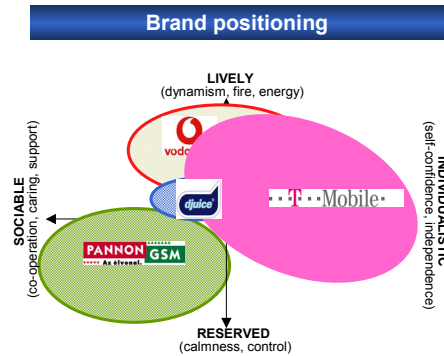 Brand positioning
LIVELY
(dynamism, fire, energy)
SOCIABLE
(co-operation, caring, support)
INDIVIDUALISTIC
(self-confidence, independence)
djuice
T Mobile
PANNON GSM
Az élvonal.
RESERVED
(calmness, control)